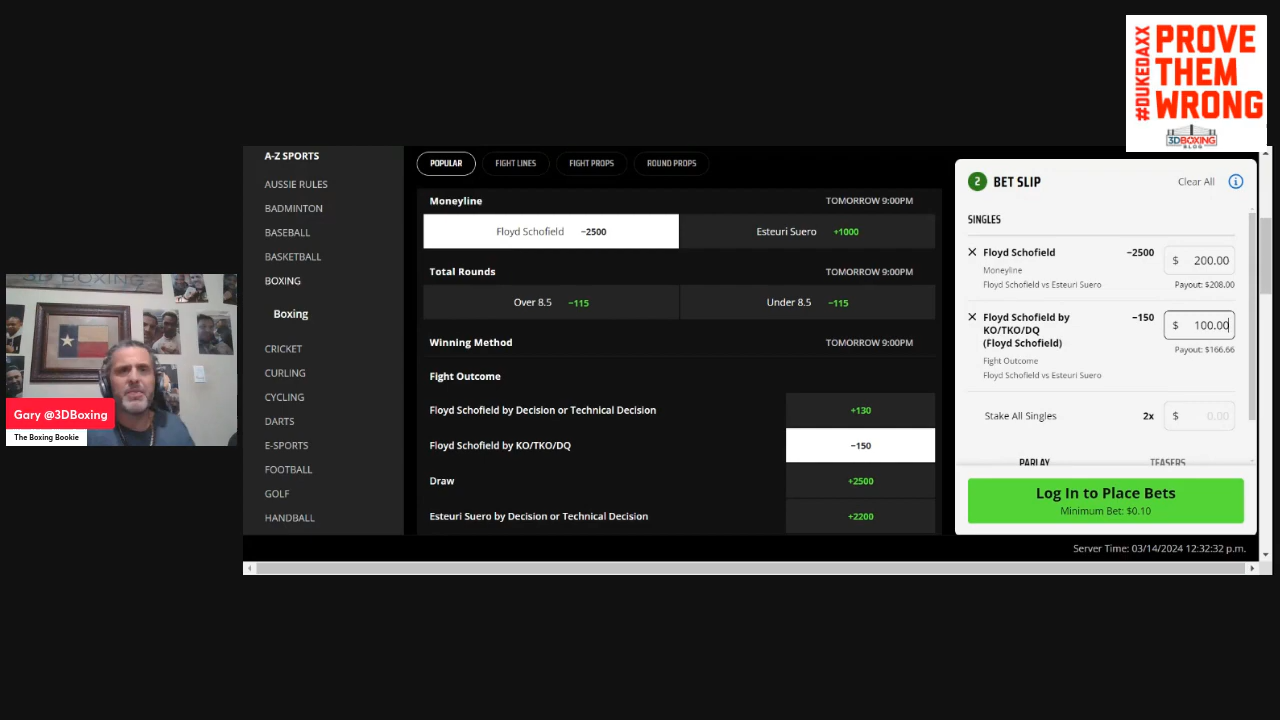 #DUKEDAXX
PROVE
THEM
WRONG
3DBOXING
BLOG
3D BOXING
Gary @3DBoxing
The Boxing Bookie
A-Z SPORTS
AUSSIE RULES
BADMINTON
BASEBALL
BASKETBALL
BOXING
Boxing
CRICKET
CURLING
CYCLING
DARTS
E-SPORTS
FOOTBALL
GOLF
HANDBALL
POPULAR FIGHT LINES FIGHT PROPS ROUND PROPS
Moneyline TOMORROW 9:00PM
Floyd Schofield −2500 Esteuri Suero +1000
Total Rounds TOMORROW 9:00PM
Over 8.5 −115 Under 8.5 −115
Winning Method TOMORROW 9:00PM
Fight Outcome
Floyd Schofield by Decision or Technical Decision +130
Floyd Schofield by KO/TKO/DQ −150
Draw +2500
Esteuri Suero by Decision or Technical Decision +2200
2 BET SLIP Clear All
SINGLES
Floyd Schofield −2500 $ 200.00
Moneyline
Floyd Schofield vs Esteuri Suero Payout: $208.00
Floyd Schofield by −150 $ 100.00
KO/TKO/DQ
(Floyd Schofield) Payout: $166.66
Fight Outcome
Floyd Schofield vs Esteuri Suero
Stake All Singles 2x $ 0.00
PARLAY TEASERS
Log In to Place Bets
Minimum Bet: $0.10
Server Time: 03/14/2024 12:32:32 p.m.